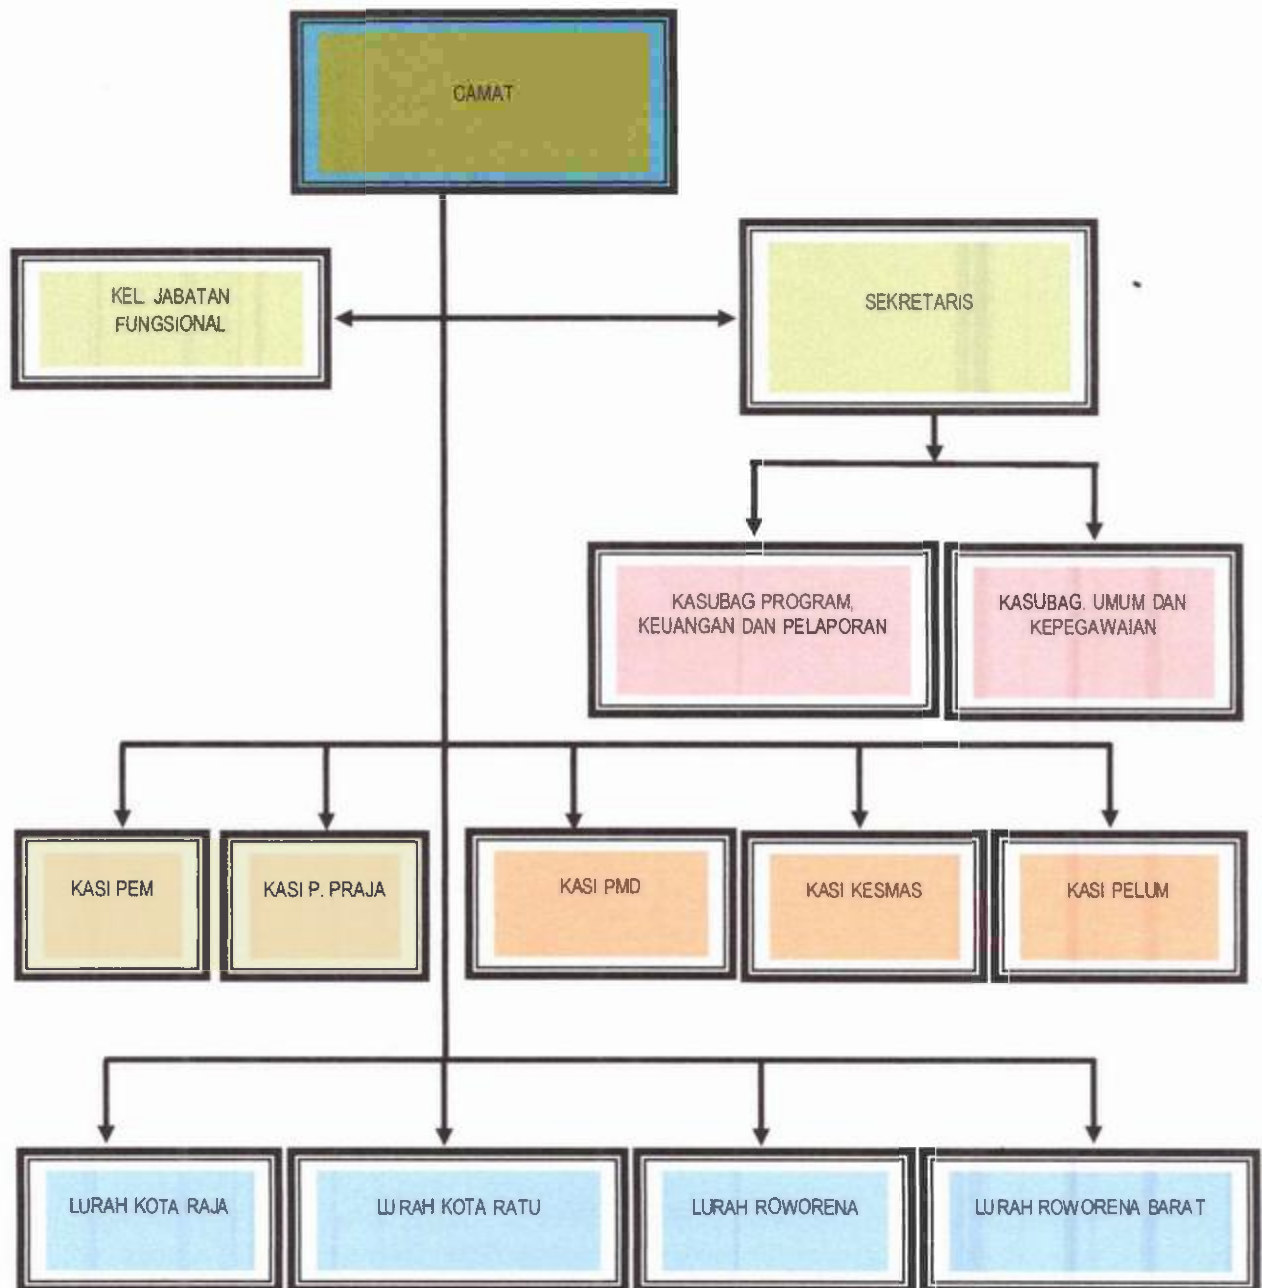 CAMAT
KEL. JABATAN
FUNGSIONAL
SEKRETARIS
KASUBAG PROGRAM,
KEUANGAN DAN PELAPORAN
KASUBAG. UMUM DAN
KEPEGAWAIAN
KASI PEM
KASI P. PRAJA
KASI PMD
KASI KESMAS
KASI PELUM
LURAH KOTA RAJA
LURAH KOTA RATU
LURAH ROWORENA
LURAH ROWORENA BARAT